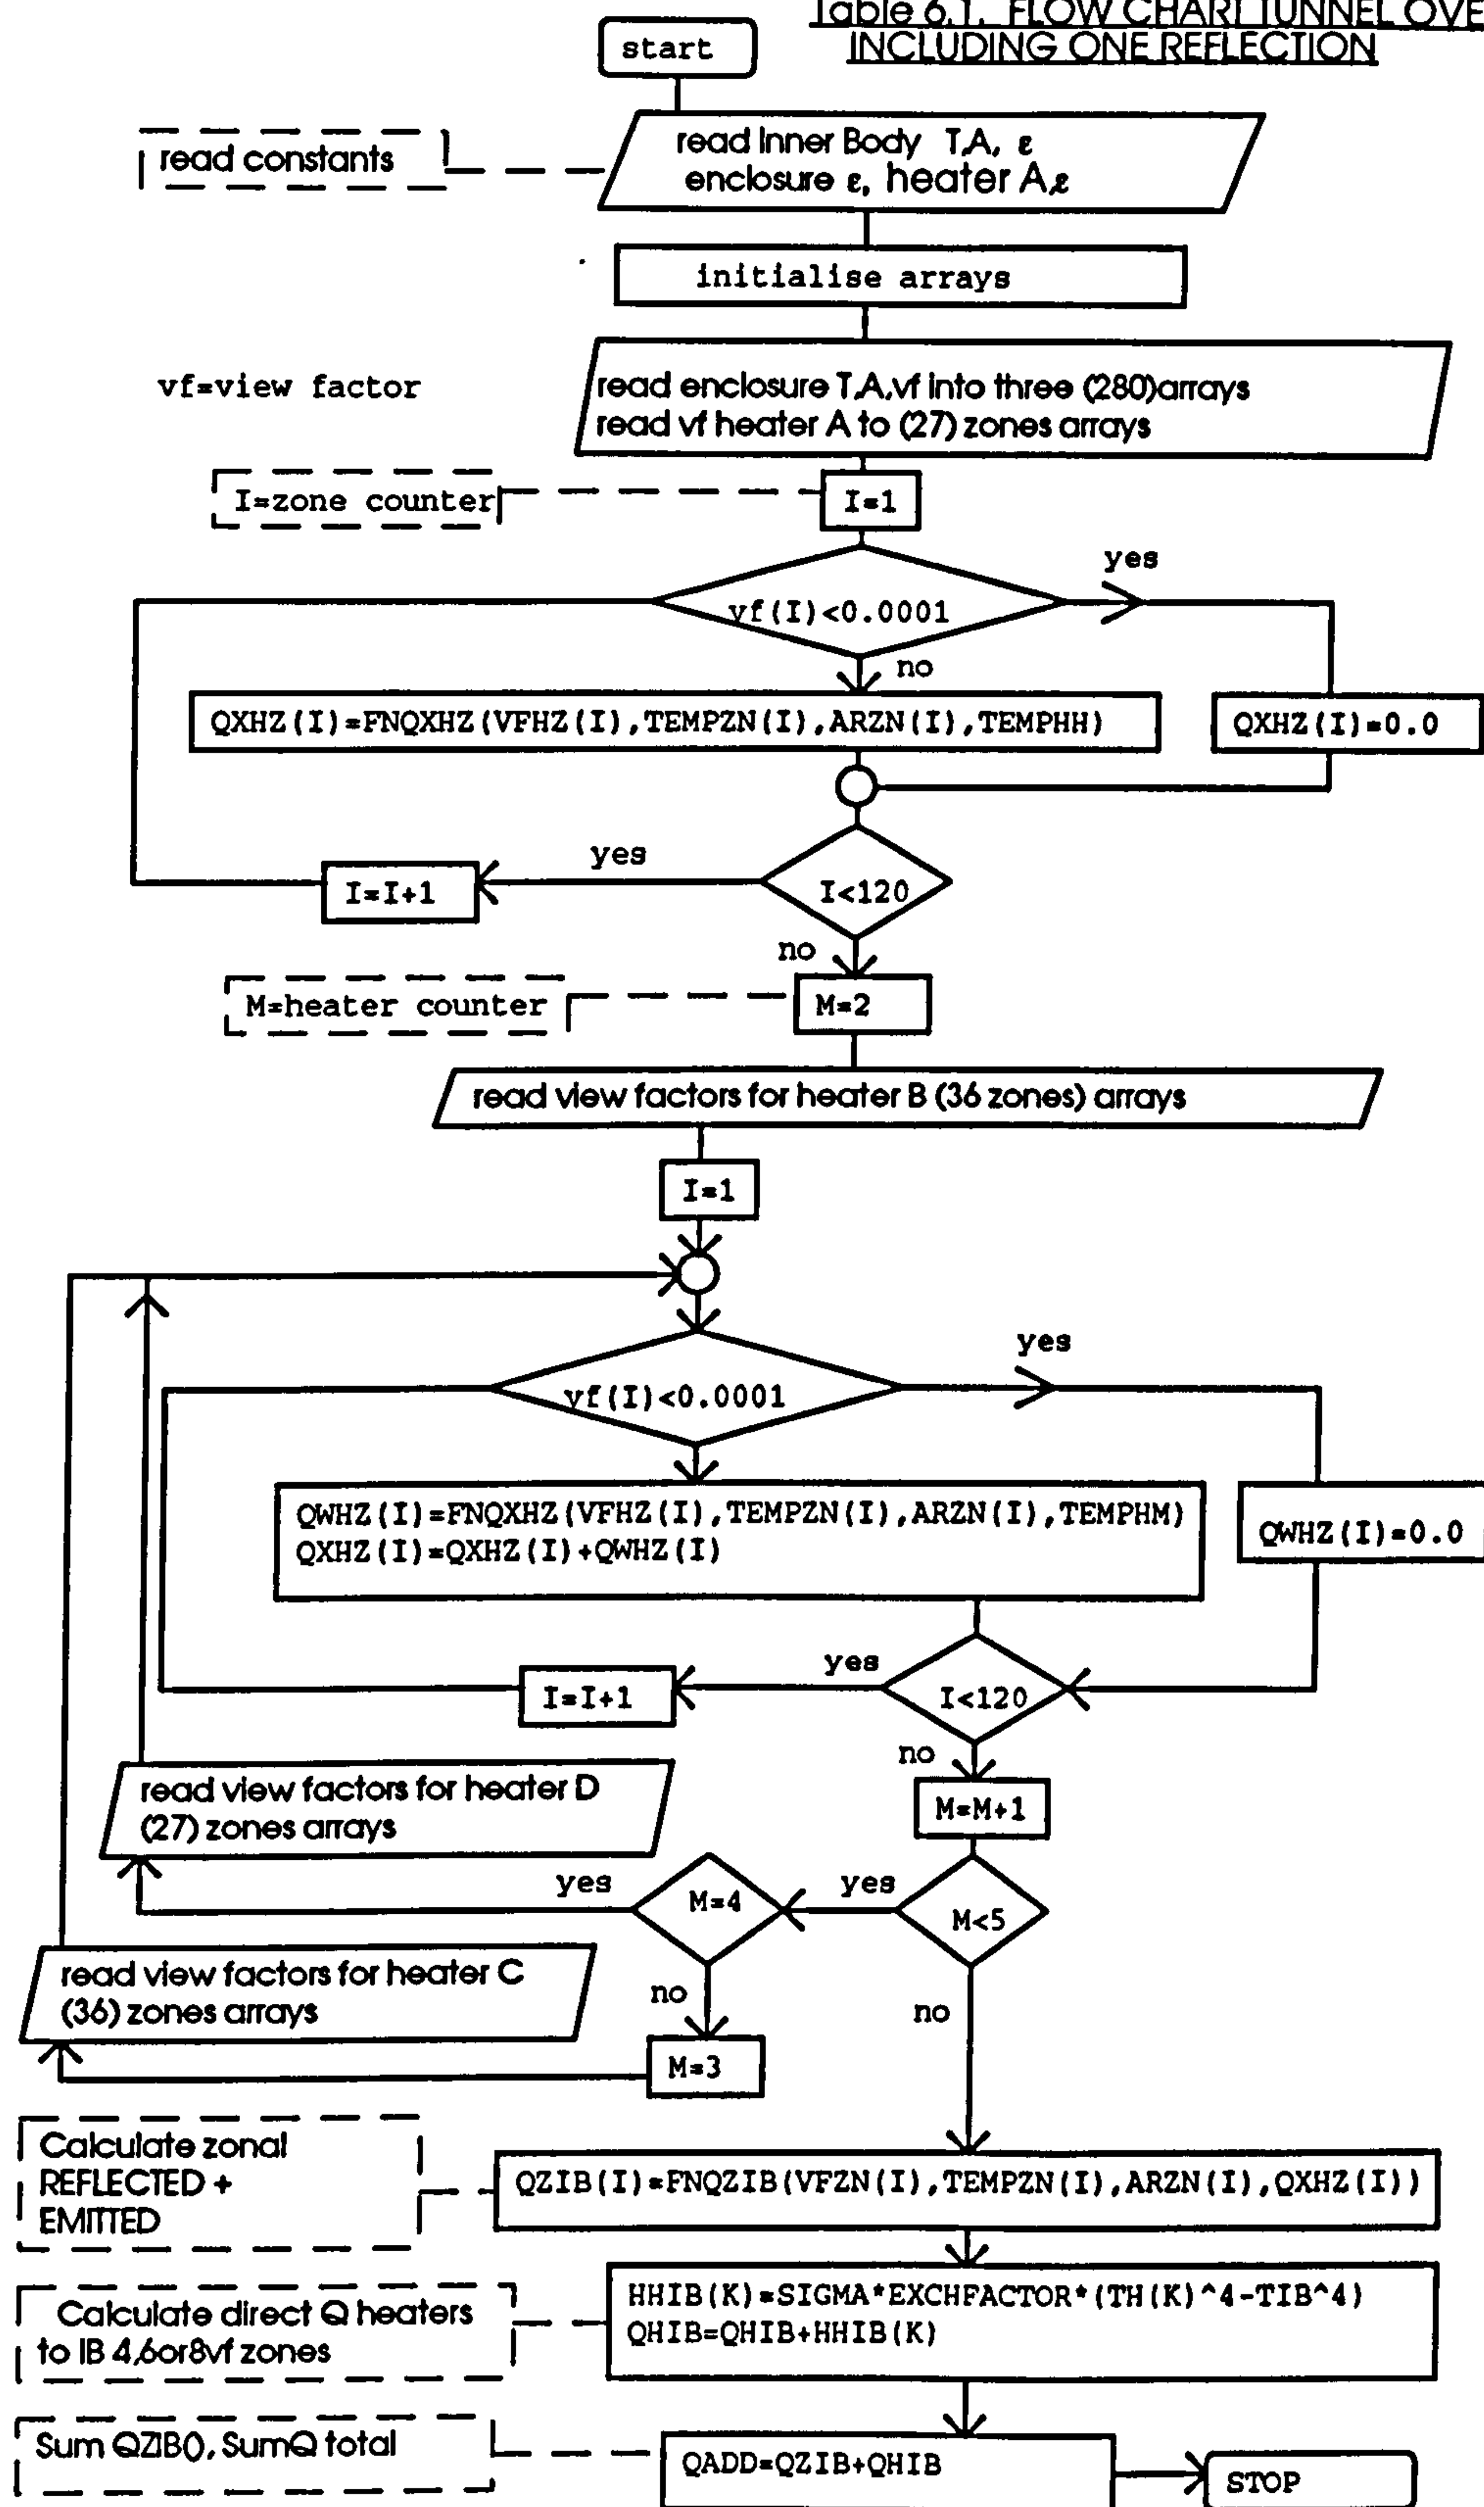 Table 6.1. FLOW CHART TUNNEL OVE
INCLUDING ONE REFLECTION
start
read constants
read Inner Body T,A, ε
enclosure ε, heater A,ε
initialise arrays
vf=view factor
read enclosure T,A,vf into three (280)arrays
read vf heater A to (27) zones arrays
I=zone counter
I=1
yes
vf(I)<0.0001
no
QXHZ(I)=FNQXHZ(VFHZ(I),TEMPZN(I),ARZN(I),TEMPHH)
QXHZ(I)=0.0
yes
I=I+1
I<120
no
M=heater counter
M=2
read view factors for heater B (36 zones) arrays
I=1
yes
vf(I)<0.0001
QWHZ(I)=FNQXHZ(VFHZ(I),TEMPZN(I),ARZN(I),TEMPHM)
QXHZ(I)=QXHZ(I)+QWHZ(I)
QWHZ(I)=0.0
yes
I=I+1
I<120
no
read view factors for heater D
(27) zones arrays
M=M+1
yes
M=4
yes
M<5
read view factors for heater C
(36) zones arrays
no
no
M=3
Calculate zonal
REFLECTED +
EMITTED
QZIB(I)=FNQZIB(VFZN(I),TEMPZN(I),ARZN(I),QXHZ(I))
Calculate direct Q heaters
to IB 4,6or8vf zones
HHIB(K)=SIGMA*EXCHFACTOR*(TH(K)^4-TIB^4)
QHIB=QHIB+HHIB(K)
Sum QZIB(), SumQ total
QADD=QZIB+QHIB
STOP